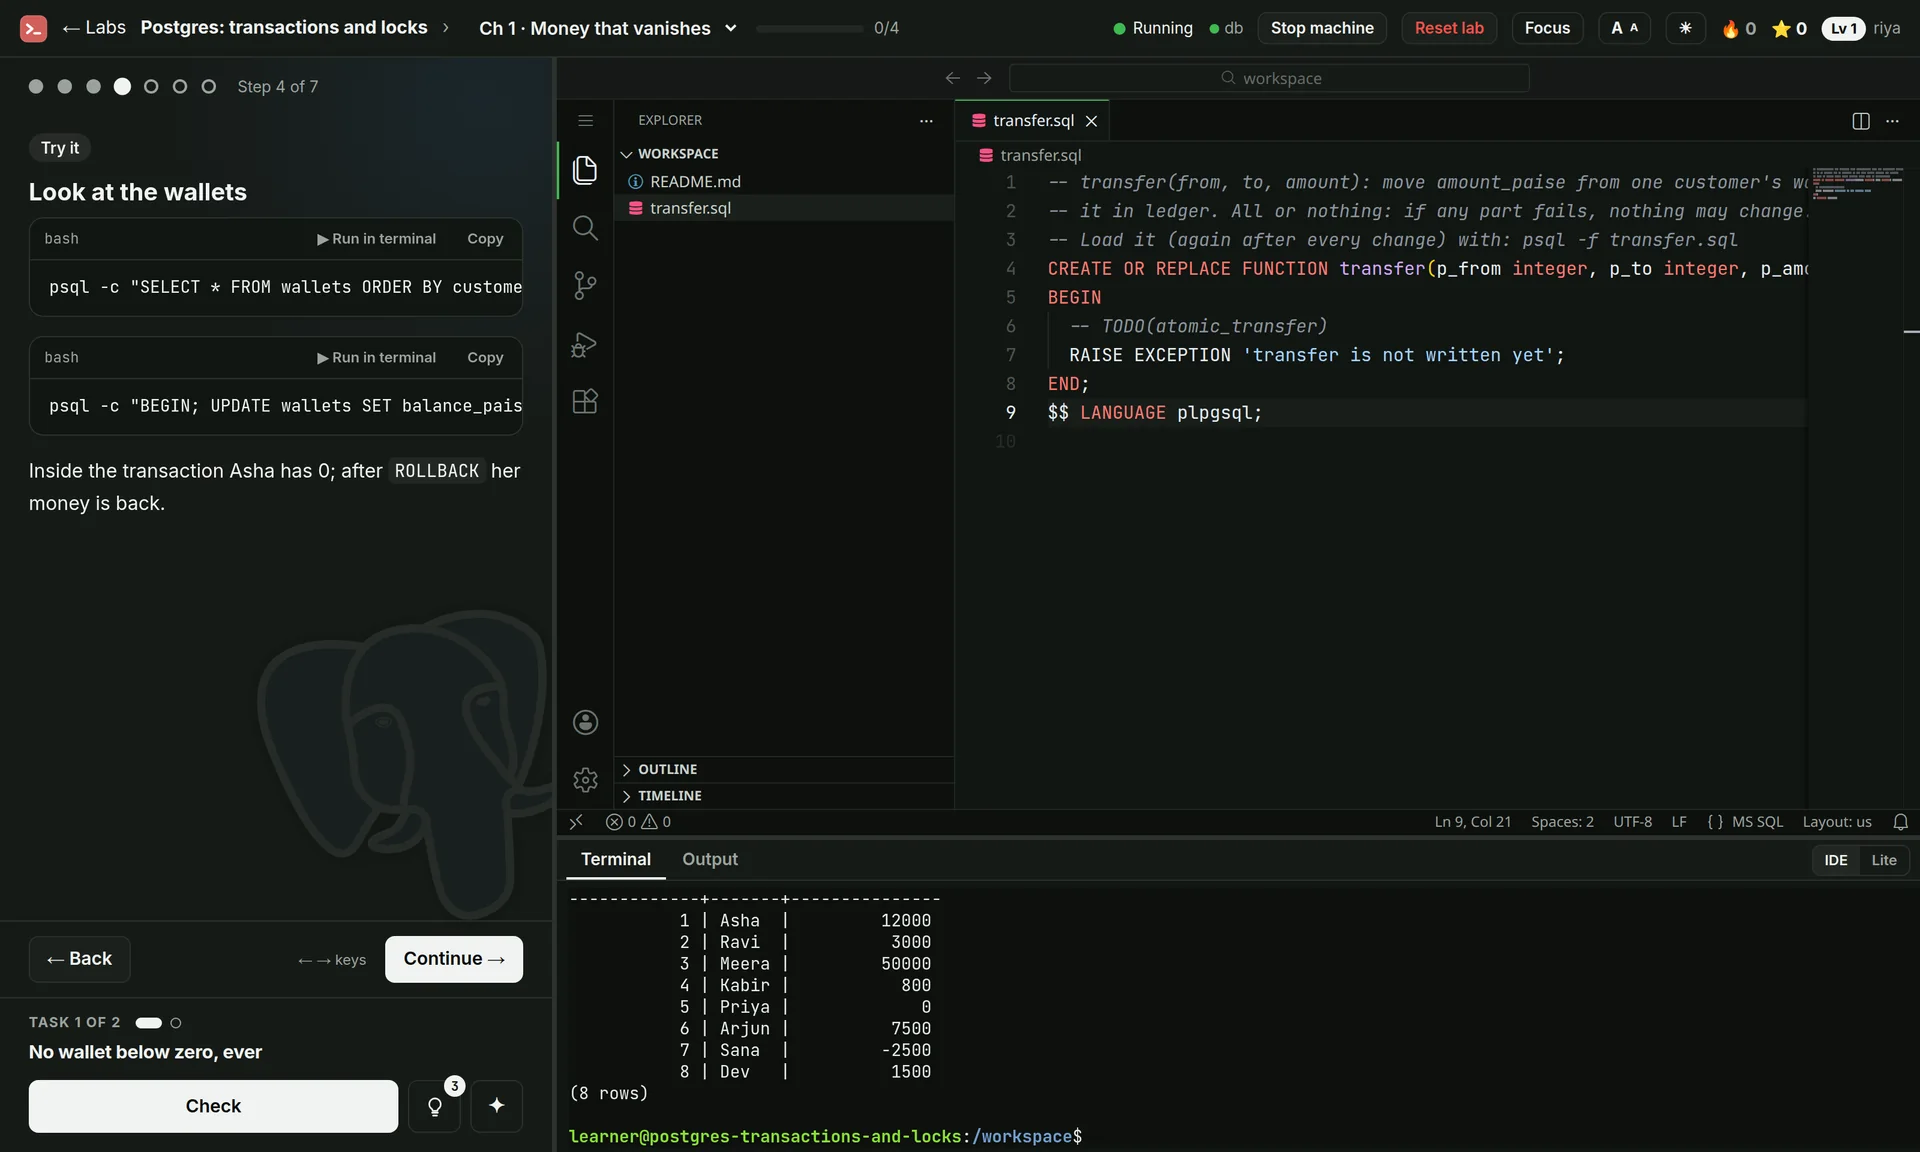 ← Labs Postgres: transactions and locks › Ch 1 · Money that vanishes 0/4 Running db Stop machine Reset lab Focus A A 0 0 Lv 1 riya
Step 4 of 7
Try it
Look at the wallets
bash ▶ Run in terminal Copy
psql -c "SELECT * FROM wallets ORDER BY custome
bash ▶ Run in terminal Copy
psql -c "BEGIN; UPDATE wallets SET balance_pais
Inside the transaction Asha has 0; after ROLLBACK her
money is back.
← Back ← → keys Continue →
TASK 1 OF 2
No wallet below zero, ever
Check 3
← → workspace
EXPLORER ···
WORKSPACE
README.md
transfer.sql
OUTLINE
TIMELINE
transfer.sql ···
transfer.sql
1 -- transfer(from, to, amount): move amount_paise from one customer's
2 -- it in ledger. All or nothing: if any part fails, nothing may change.
3 -- Load it (again after every change) with: psql -f transfer.sql
4 CREATE OR REPLACE FUNCTION transfer(p_from integer, p_to integer, p_amo
5 BEGIN
6 -- TODO(atomic_transfer)
7 RAISE EXCEPTION 'transfer is not written yet';
8 END;
9 $$ LANGUAGE plpgsql;
10
0 0 Ln 9, Col 21 Spaces: 2 UTF-8 LF { } MS SQL Layout: us
Terminal Output IDE Lite
-------------+-------+---------------
1 | Asha | 12000
2 | Ravi | 3000
3 | Meera | 50000
4 | Kabir | 800
5 | Priya | 0
6 | Arjun | 7500
7 | Sana | -2500
8 | Dev | 1500
(8 rows)
learner@postgres-transactions-and-locks:/workspace$